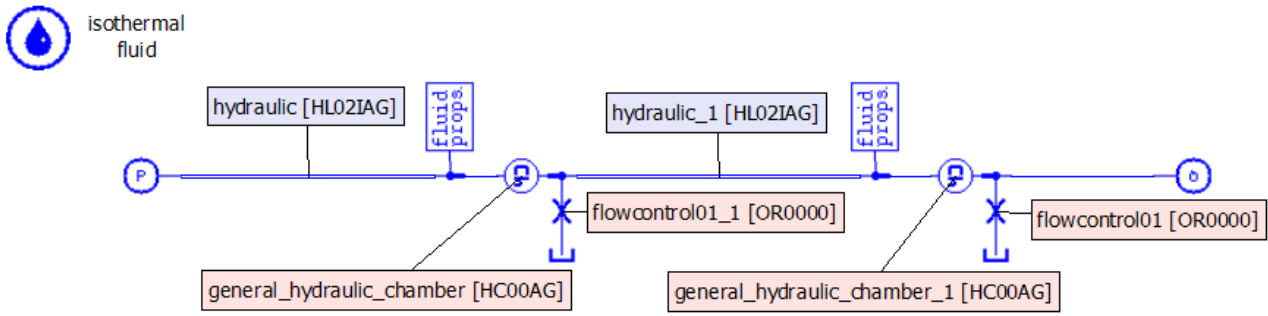 isothermal
fluid
hydraulic [HL02IAG]
fluid
props.
hydraulic_1 [HL02IAG]
fluid
props.
P
flowcontrol01_1 [OR0000]
flowcontrol01 [OR0000]
general_hydraulic_chamber [HC00AG]
general_hydraulic_chamber_1 [HC00AG]